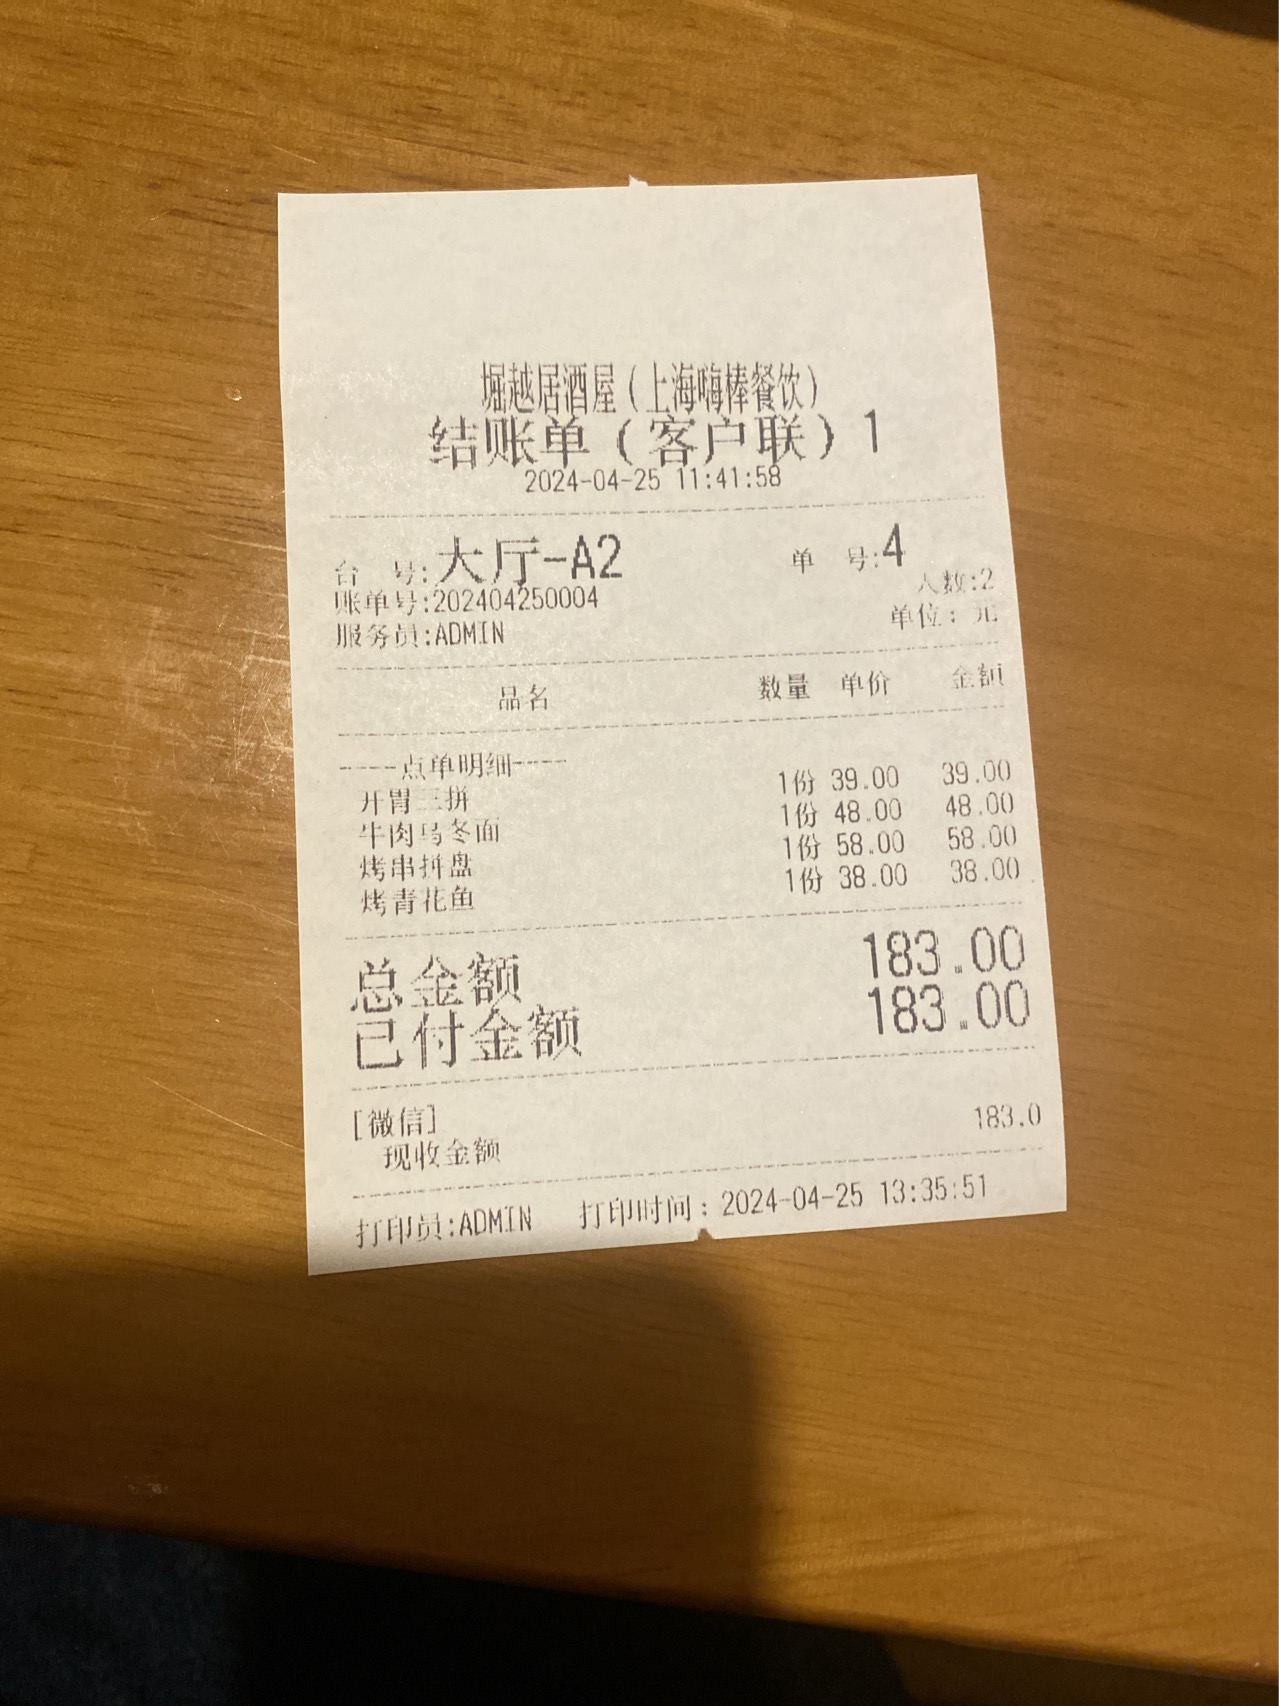 堀越居酒屋（上海嗨棒餐饮）
结账单（客户联）1
2024-04-25 11:41:58
台 号:大厅-A2 单 号:4
人数:2
账单号:202404250004
单位：元
服务员:ADMIN
品名 数量 单价 金额
----点单明细----
开胃三拼 1份 39.00 39.00
牛肉乌冬面 1份 48.00 48.00
烤串拼盘 1份 58.00 58.00
烤青花鱼 1份 38.00 38.00
总金额 183.00
已付金额 183.00
[微信]
现收金额 183.0
打印员:ADMIN 打印时间：2024-04-25 13:35:51